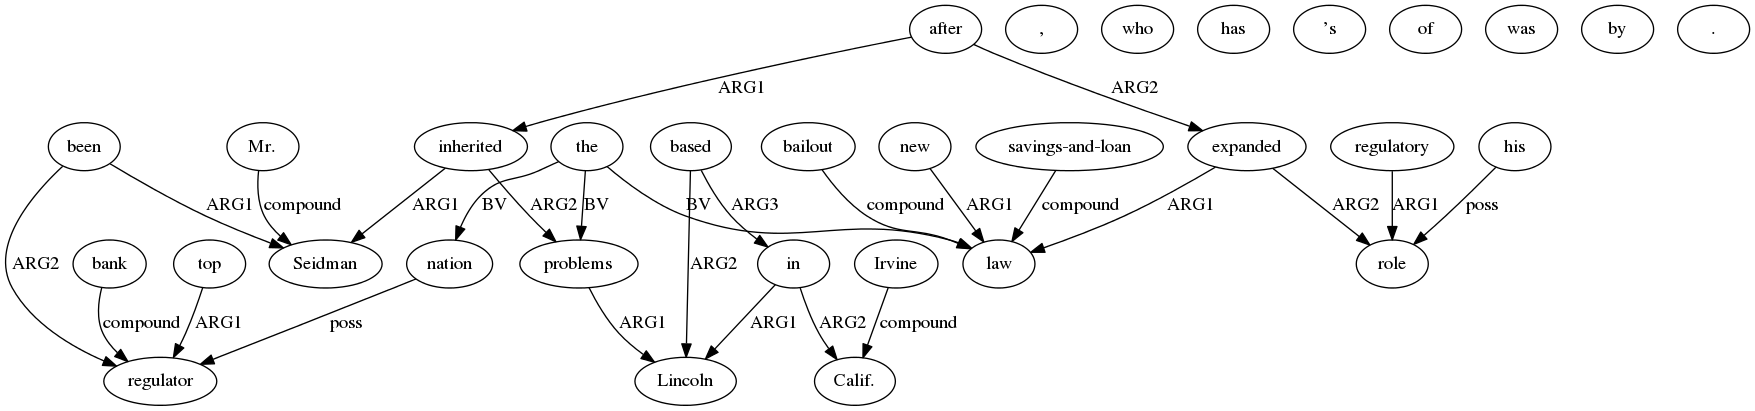 after , who has 's of was by .
ARG1 ARG2
been Mr. inherited the based bailout new savings-and-loan expanded regulatory his
ARG1 compound ARG1 ARG2 BV BV BV ARG3 compound ARG1 compound ARG1 ARG2 ARG1 poss
ARG2 bank top Seidman nation problems ARG2 in Irvine law role
compound ARG1 poss ARG1 ARG1 ARG2 compound
regulator Lincoln Calif.